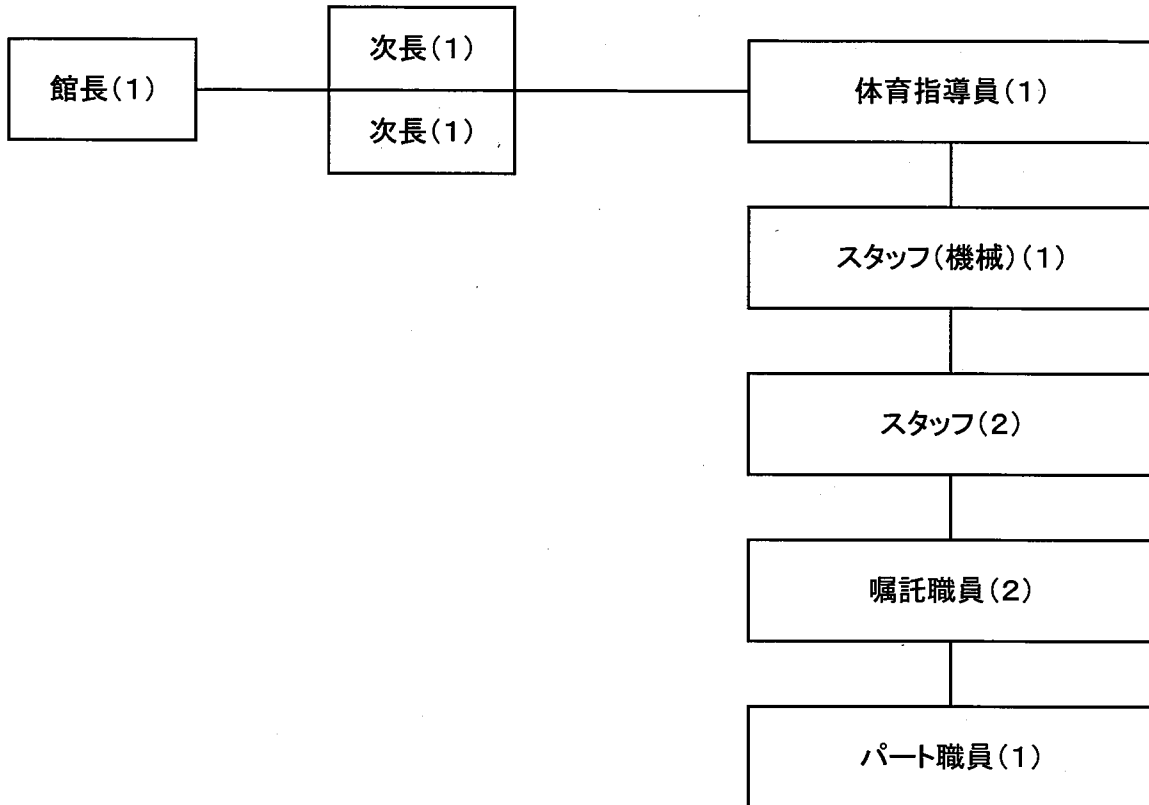 館長(1)
次長(1)
次長(1)
体育指導員(1)
スタッフ(機械)(1)
スタッフ(2)
嘱託職員(2)
パート職員(1)